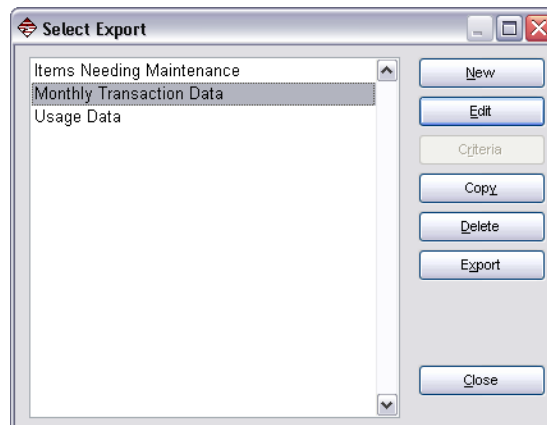 Select Export
Items Needing Maintenance
Monthly Transaction Data
Usage Data
New
Edit
Criteria
Copy
Delete
Export
Close